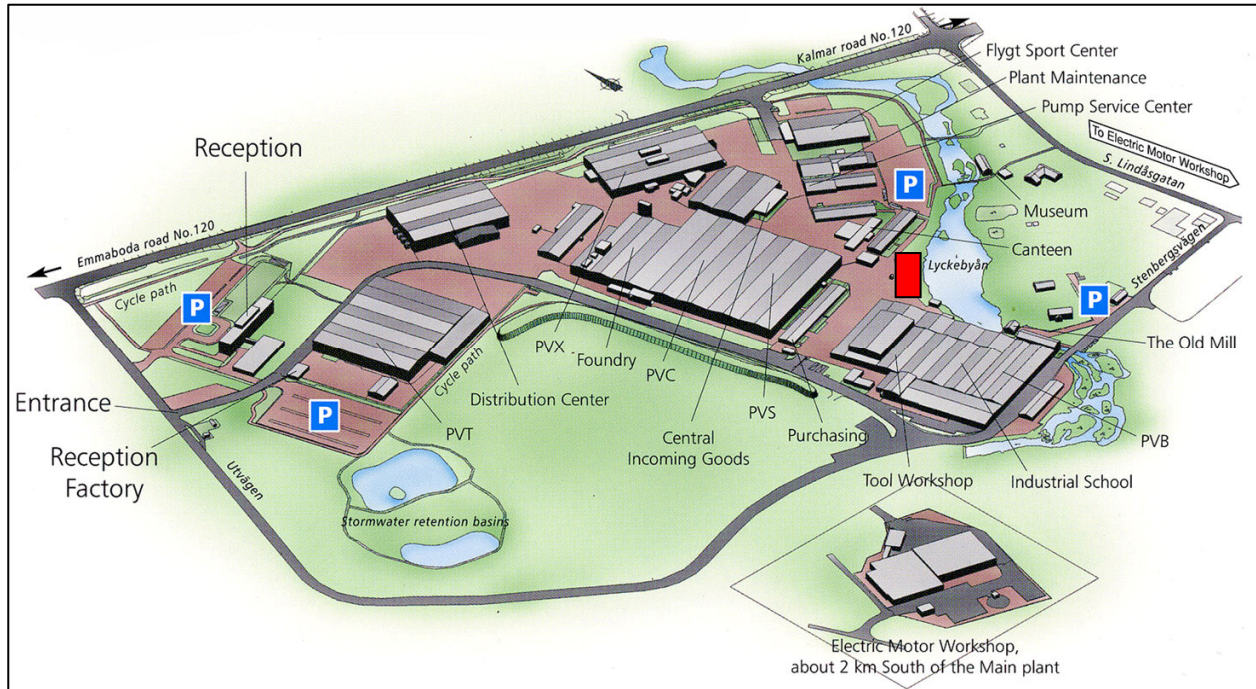 Kalmar road No.120
Flygt Sport Center
Plant Maintenance
Pump Service Center
To Electric Motor Workshop
S. Lindåsgatan
Reception
P
Museum
Canteen
Stenbergsvägen
Emmaboda road No.120
Lyckebyån
Cycle path
P
P
The Old Mill
PVX
Foundry
Cycle path
PVC
Distribution Center
PVS
Entrance
P
PVT
Central
Incoming Goods
Purchasing
PVB
Reception
Factory
Tool Workshop
Industrial School
Utvägen
Stormwater retention basins
Electric Motor Workshop,
about 2 km South of the Main plant